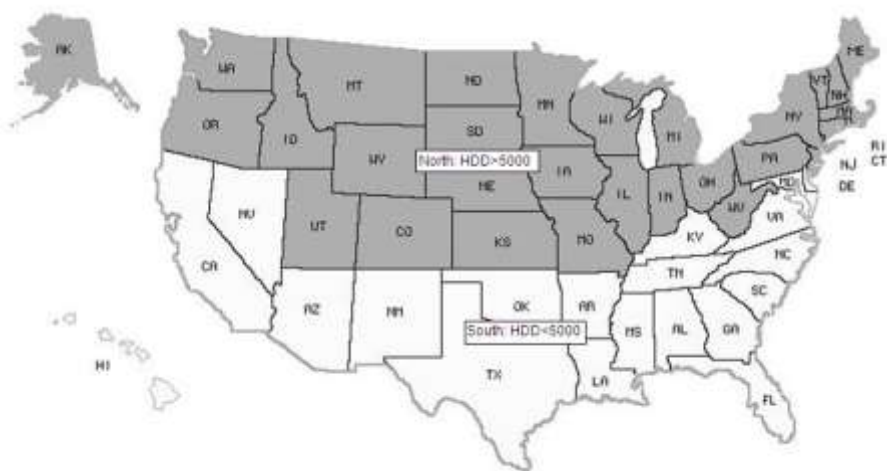 AK
WA
MT
ND
MN
ME
VT
NH
OR
ID
SD
WI
MI
NY
RI
CT
WY
North: HDD>5000
IA
PA
NJ
NE
IL
IN
OH
MD
DE
NV
UT
CO
KS
MO
WV
VA
KY
CA
NC
TN
AZ
NM
OK
AR
SC
South: HDD<5000
MS
AL
GA
HI
TX
LA
FL